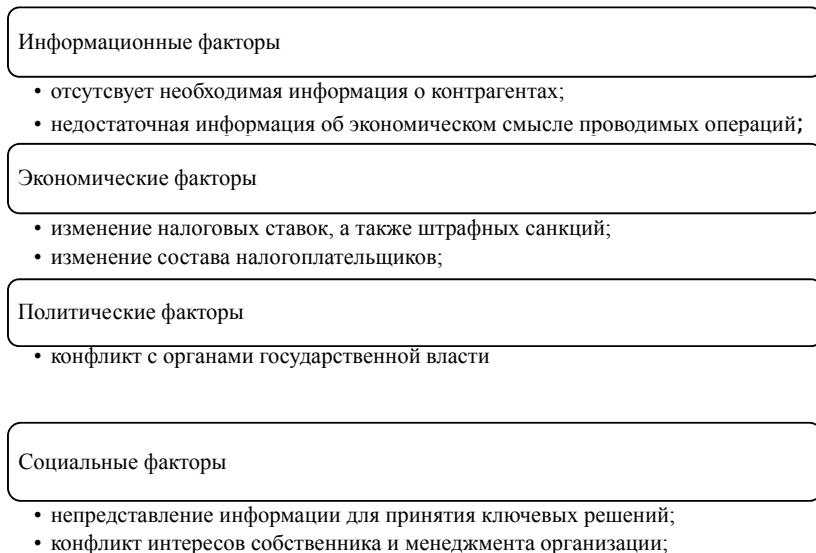 Информационные факторы
• отсутсвует необходимая информация о контрагентах;
• недостаточная информация об экономическом смысле проводимых операций;
Экономические факторы
• изменение налоговых ставок, а также штрафных санкций;
• изменение состава налогоплательщиков;
Политические факторы
• конфликт с органами государственной власти
Социальные факторы
• непредставление информации для принятия ключевых решений;
• конфликт интересов собственника и менеджмента организации;